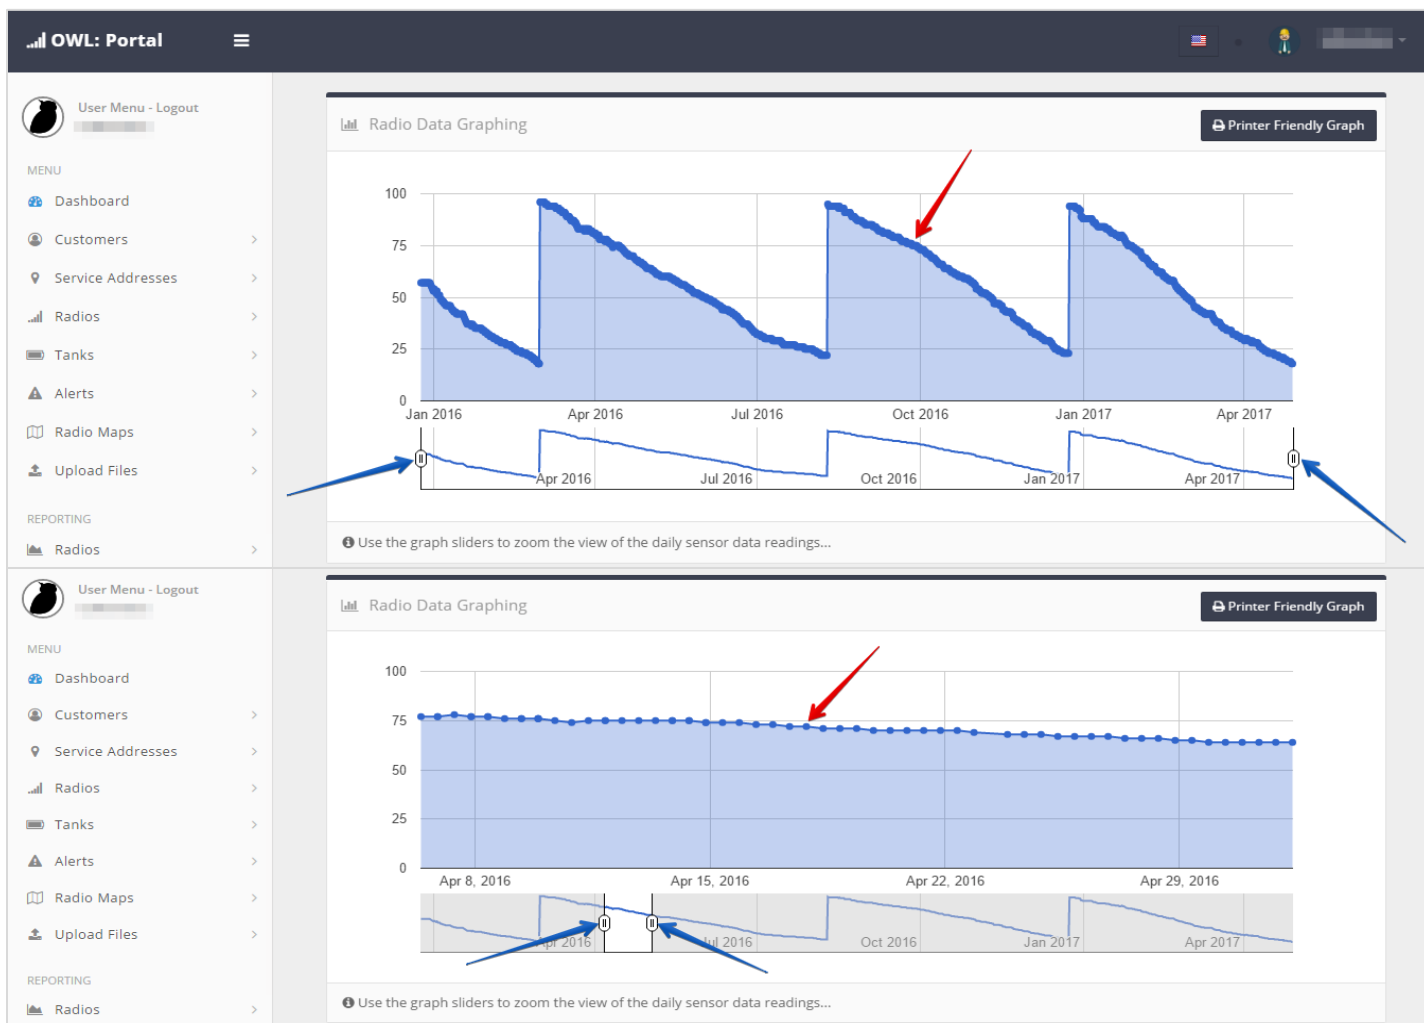 OWL: Portal
User Menu - Logout
MENU
Dashboard
Customers
Service Addresses
Radios
Tanks
Alerts
Radio Maps
Upload Files
REPORTING
Radios
Radio Data Graphing
Printer Friendly Graph
100
75
50
25
0
Jan 2016 Apr 2016 Jul 2016 Oct 2016 Jan 2017 Apr 2017
Apr 2016 Jul 2016 Oct 2016 Jan 2017 Apr 2017
Use the graph sliders to zoom the view of the daily sensor data readings...
User Menu - Logout
MENU
Dashboard
Customers
Service Addresses
Radios
Tanks
Alerts
Radio Maps
Upload Files
REPORTING
Radios
Radio Data Graphing
Printer Friendly Graph
100
75
50
25
0
Apr 8, 2016 Apr 15, 2016 Apr 22, 2016 Apr 29, 2016
Apr 2016 Jul 2016 Oct 2016 Jan 2017 Apr 2017
Use the graph sliders to zoom the view of the daily sensor data readings...